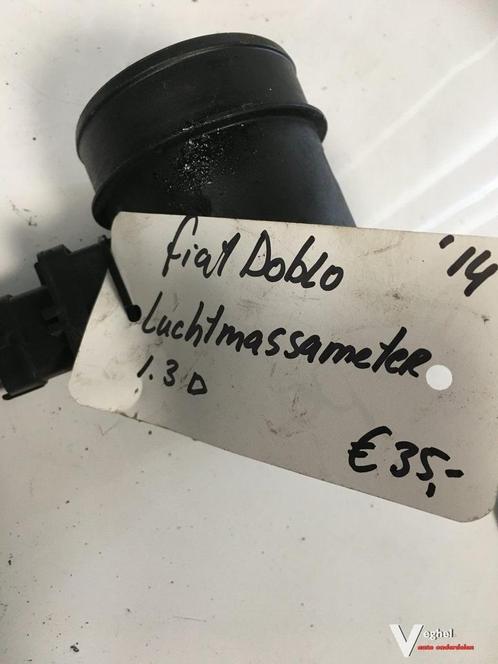 fiat Doblo '14
Luchtmassameter
1.3 D
€ 35,-
Veghel
auto onderdelen